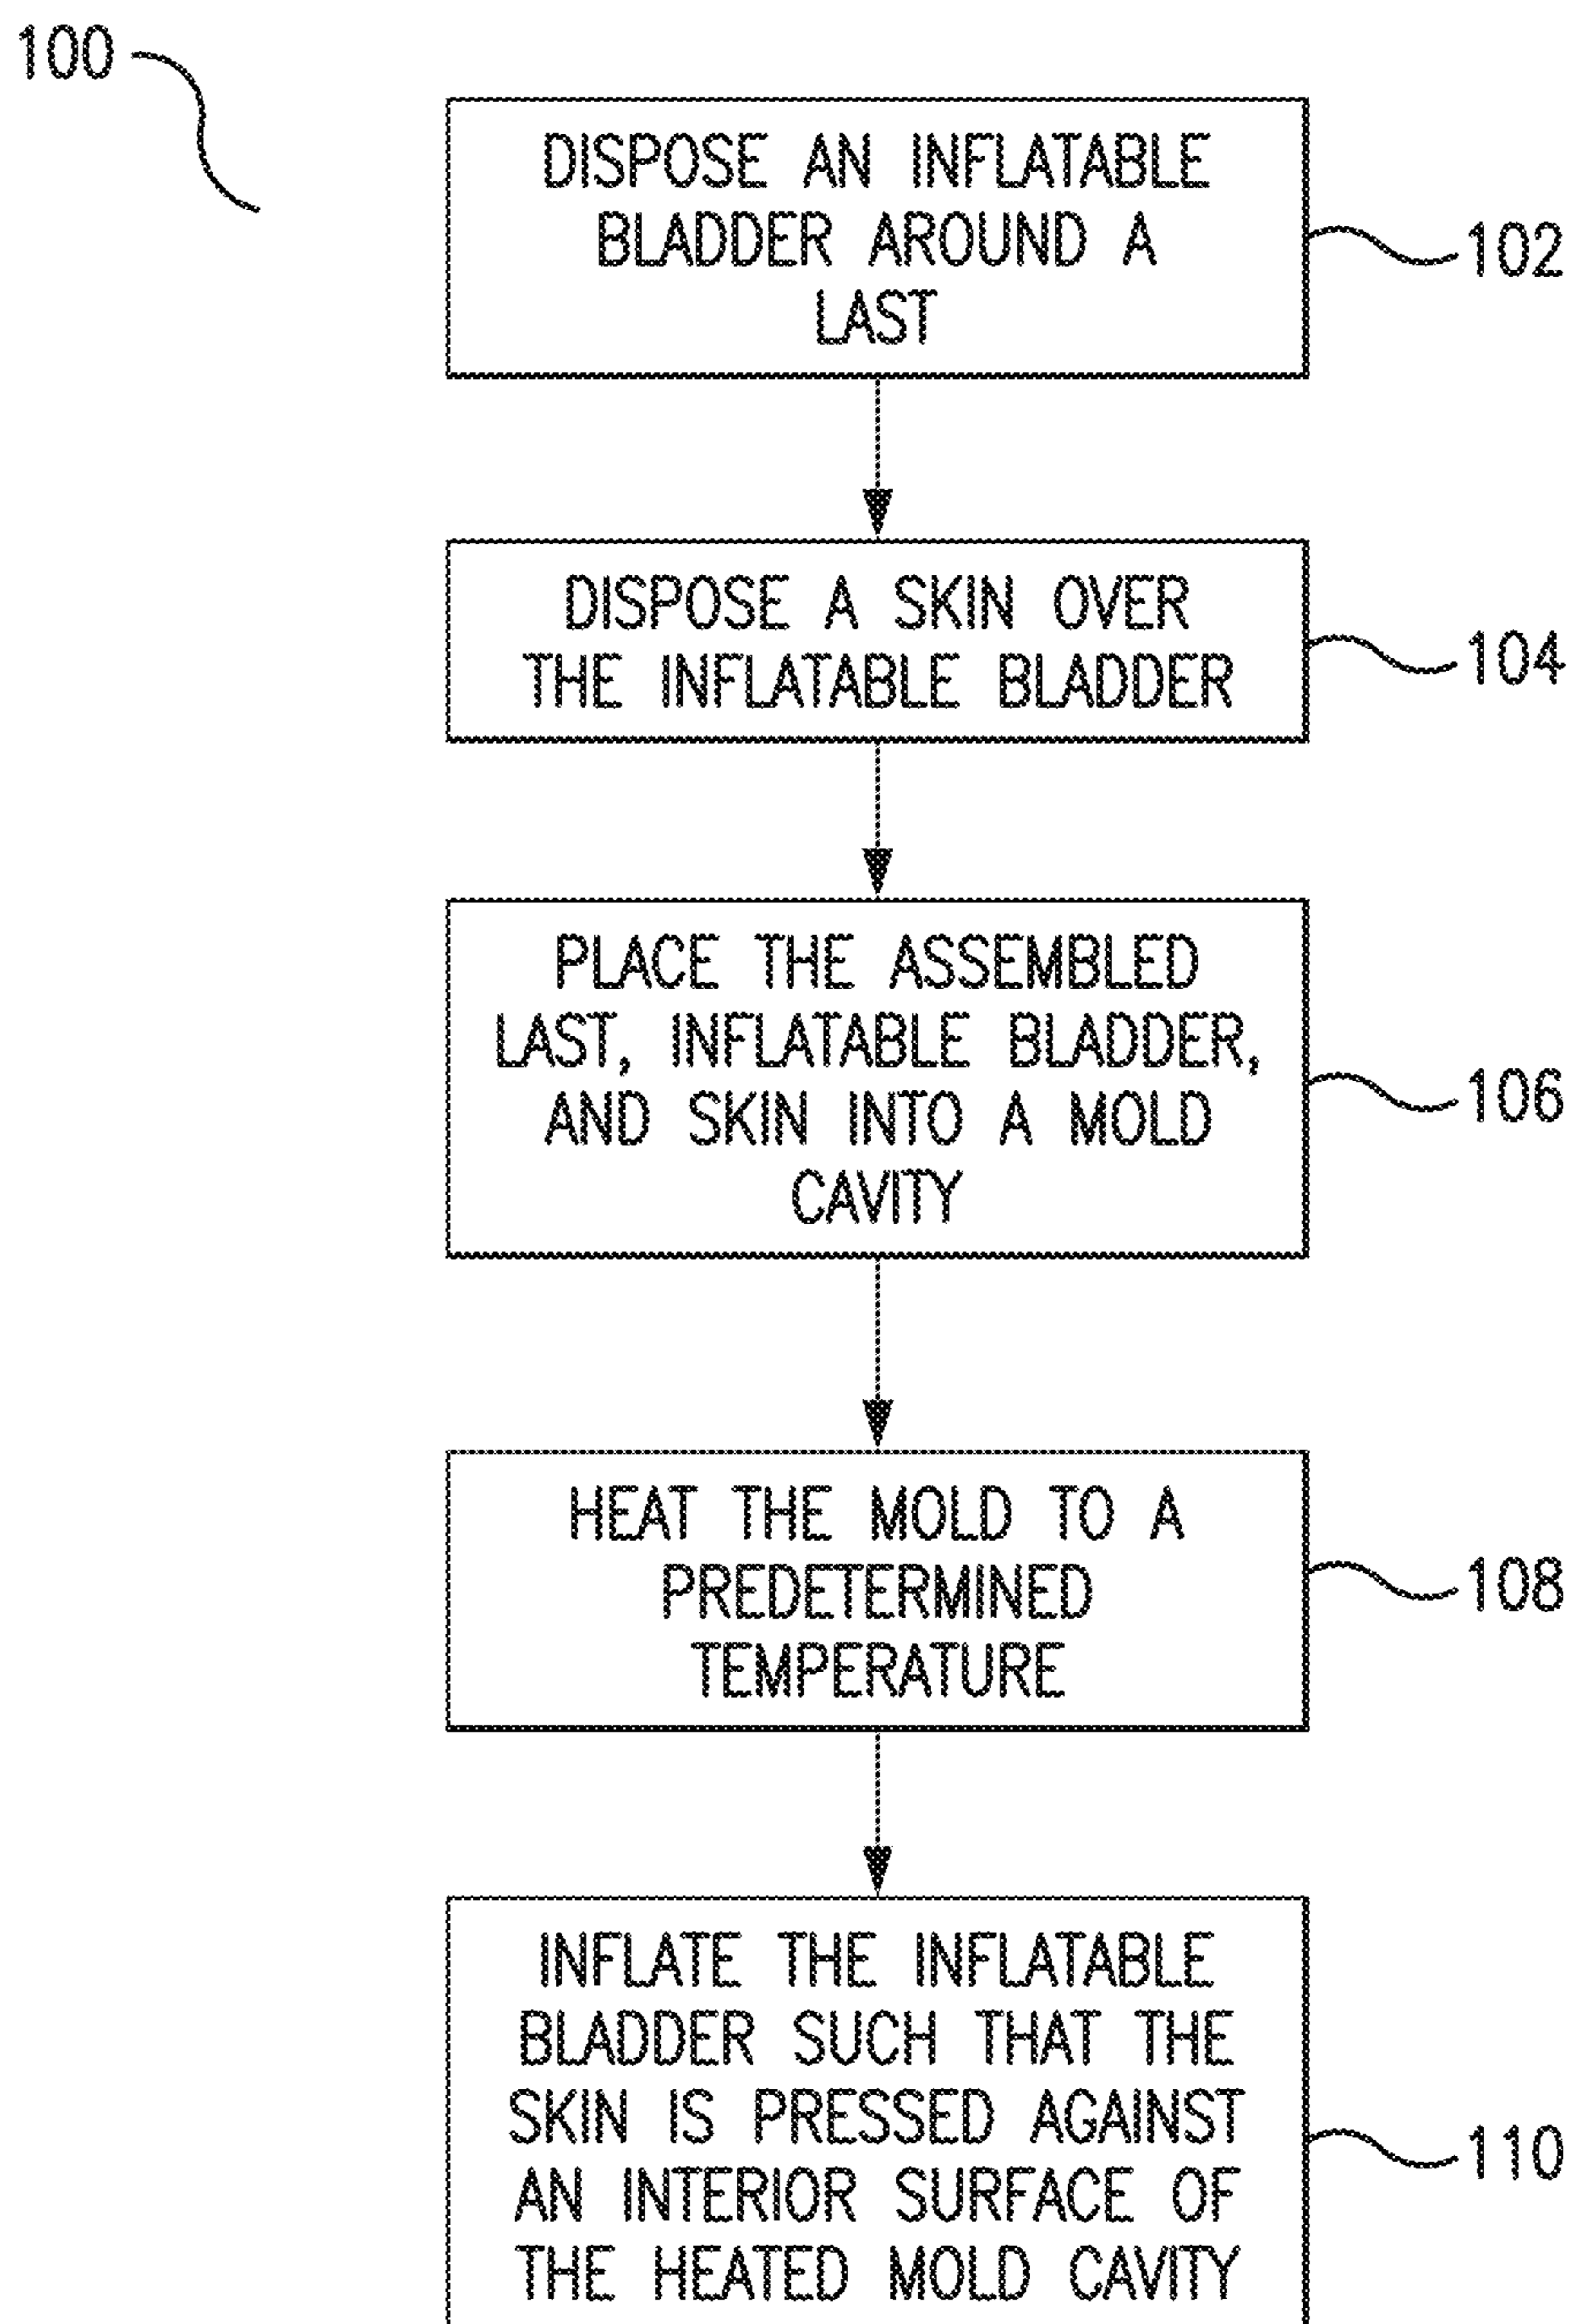 100
DISPOSE AN INFLATABLE
BLADDER AROUND A
LAST
102
DISPOSE A SKIN OVER
THE INFLATABLE BLADDER
104
PLACE THE ASSEMBLED
LAST, INFLATABLE BLADDER,
AND SKIN INTO A MOLD
CAVITY
106
HEAT THE MOLD TO A
PREDETERMINED
TEMPERATURE
108
INFLATE THE INFLATABLE
BLADDER SUCH THAT THE
SKIN IS PRESSED AGAINST
AN INTERIOR SURFACE OF
THE HEATED MOLD CAVITY
110